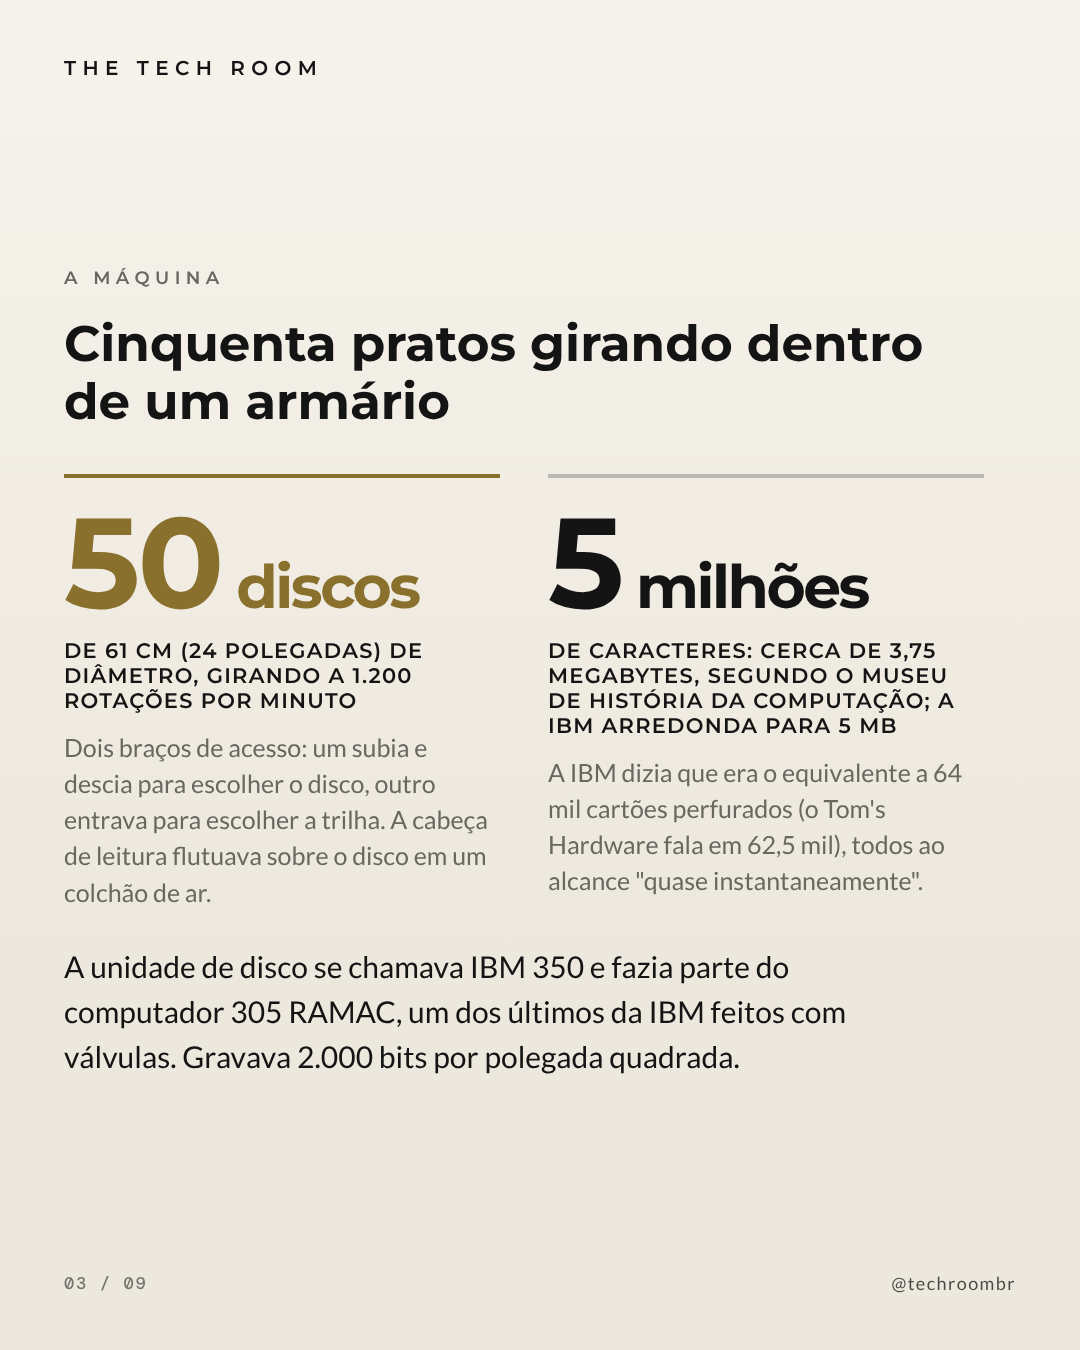 THE TECH ROOM
A MÁQUINA
Cinquenta pratos girando dentro
de um armário
50 discos
DE 61 CM (24 POLEGADAS) DE
DIÂMETRO, GIRANDO A 1.200
ROTAÇÕES POR MINUTO
Dois braços de acesso: um subia e
descia para escolher o disco, outro
entrava para escolher a trilha. A cabeça
de leitura flutuava sobre o disco em um
colchão de ar.
5 milhões
DE CARACTERES: CERCA DE 3,75
MEGABYTES, SEGUNDO O MUSEU
DE HISTÓRIA DA COMPUTAÇÃO; A
IBM ARREDONDA PARA 5 MB
A IBM dizia que era o equivalente a 64
mil cartões perfurados (o Tom's
Hardware fala em 62,5 mil), todos ao
alcance "quase instantaneamente".
A unidade de disco se chamava IBM 350 e fazia parte do
computador 305 RAMAC, um dos últimos da IBM feitos com
válvulas. Gravava 2.000 bits por polegada quadrada.
03 / 09
@techroombr